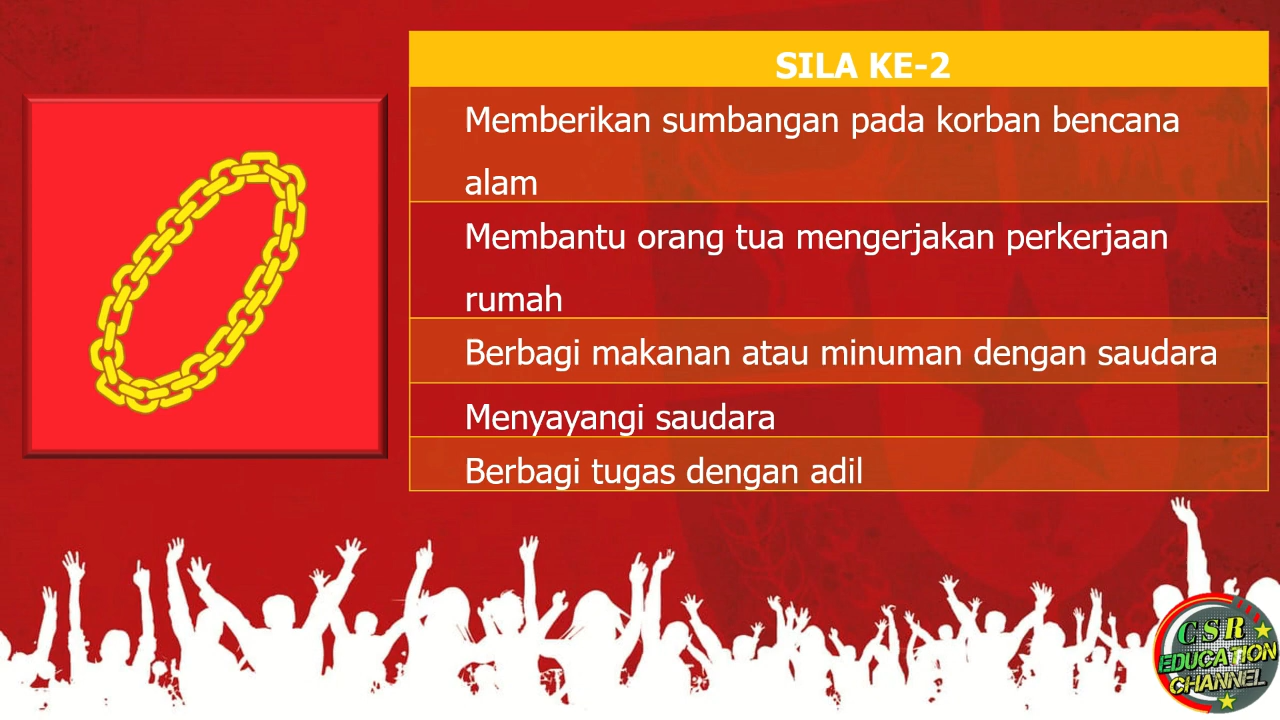 SILA KE-2
Memberikan sumbangan pada korban bencana
alam
Membantu orang tua mengerjakan perkerjaan
rumah
Berbagi makanan atau minuman dengan saudara
Menyayangi saudara
Berbagi tugas dengan adil
CSR
EDUCATION
CHANNEL